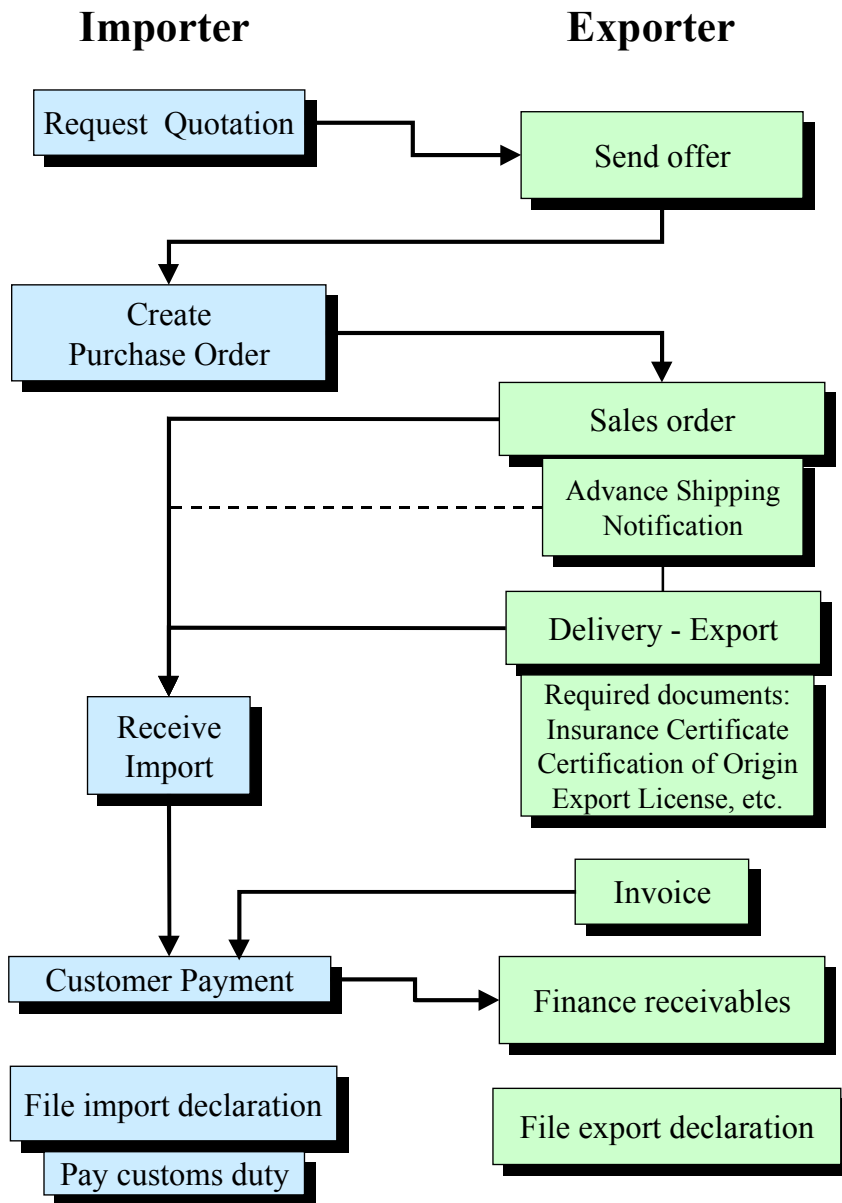 Importer
Exporter
Request Quotation
Send offer
Create
Purchase Order
Sales order
Advance Shipping
Notification
Delivery - Export
Required documents:
Insurance Certificate
Certification of Origin
Export License, etc.
Receive
Import
Invoice
Customer Payment
Finance receivables
File import declaration
File export declaration
Pay customs duty